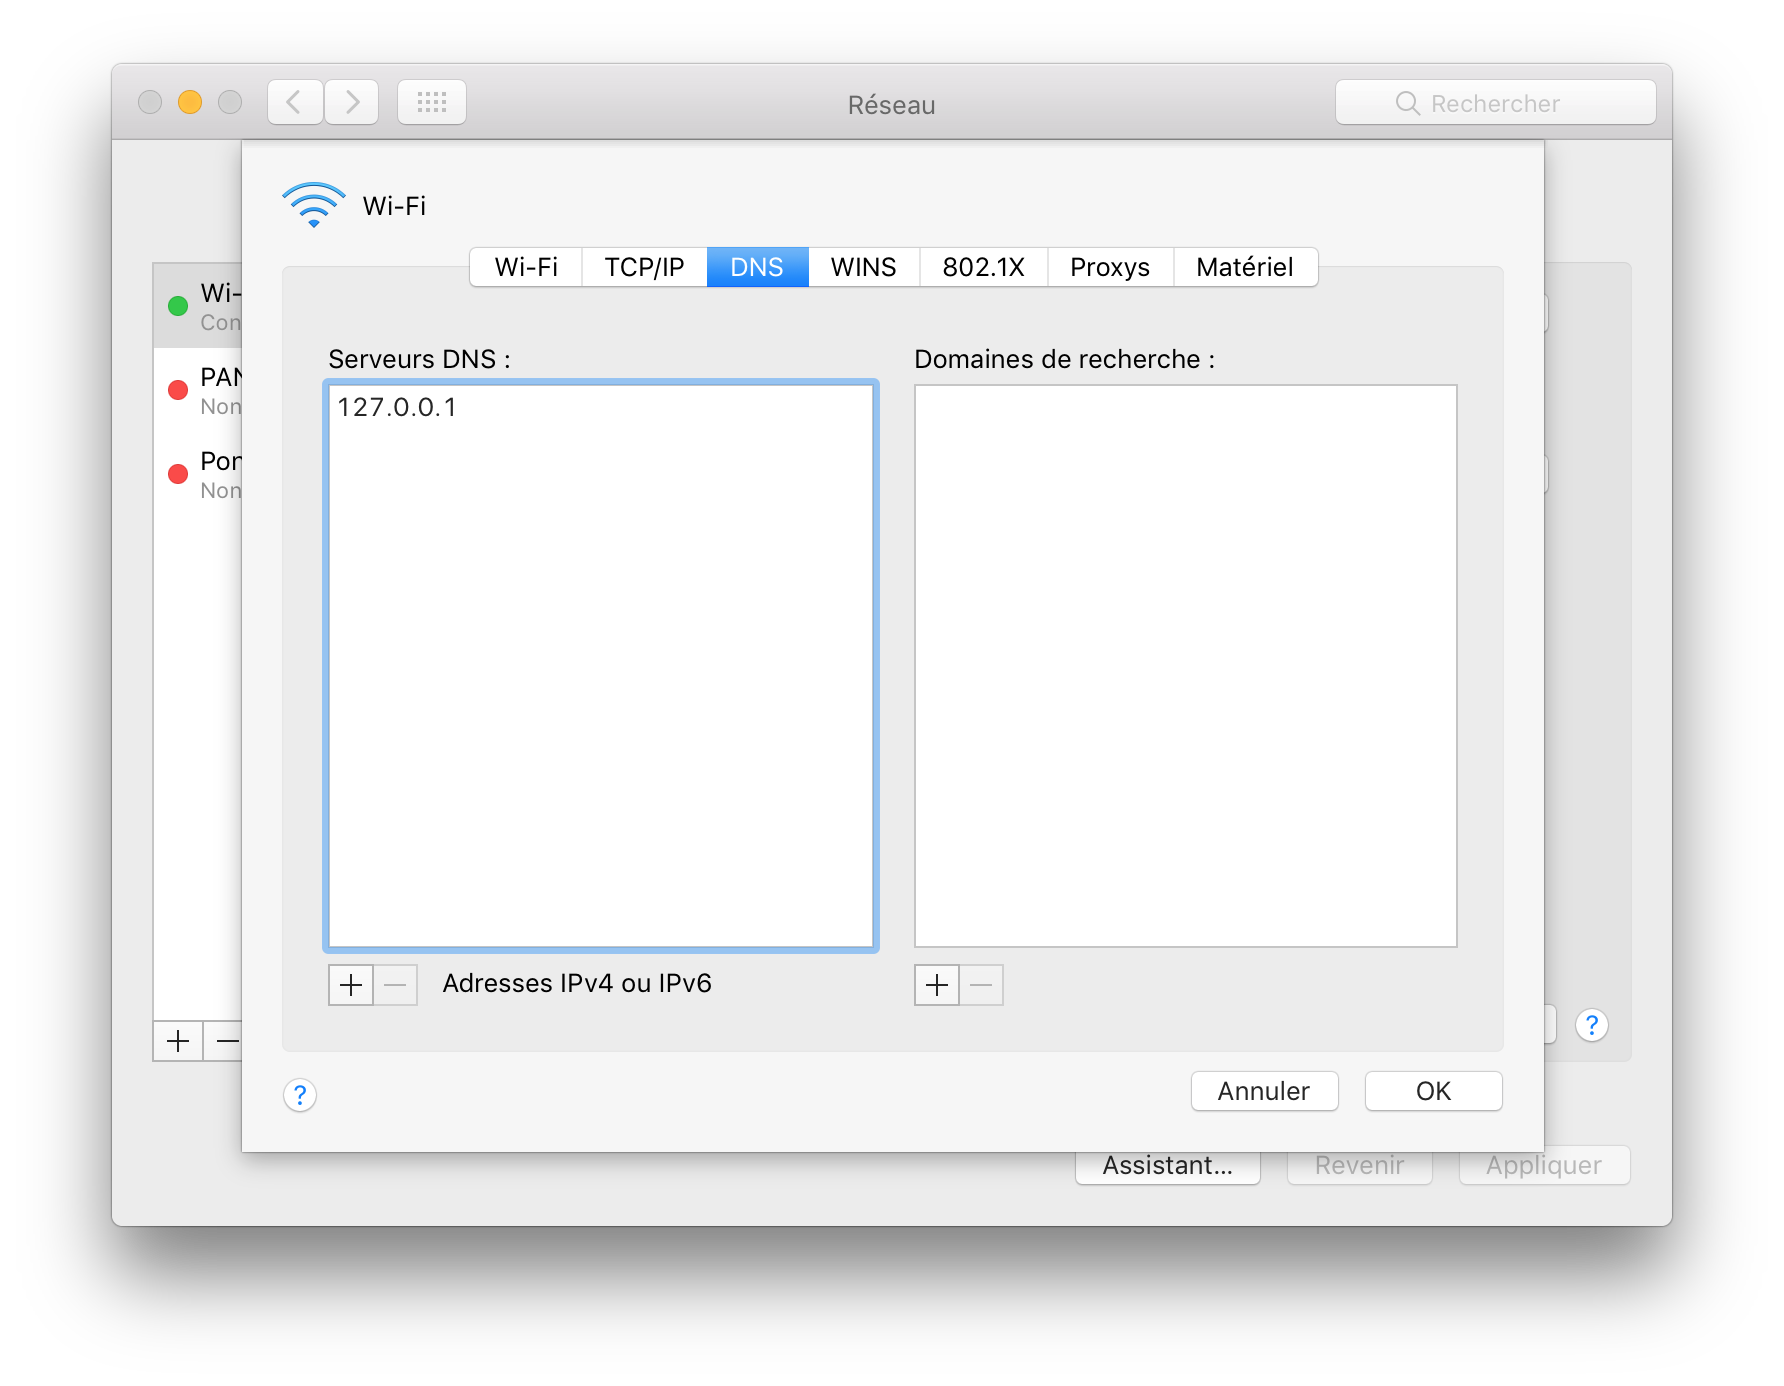 Réseau
Rechercher
Wi-Fi
Wi-Fi TCP/IP DNS WINS 802.1X Proxys Matériel
Wi-
Con
PAN
Non
Pon
Non
Serveurs DNS :
127.0.0.1
Domaines de recherche :
Adresses IPv4 ou IPv6
?
?
Annuler OK
Assistant... Revenir Appliquer